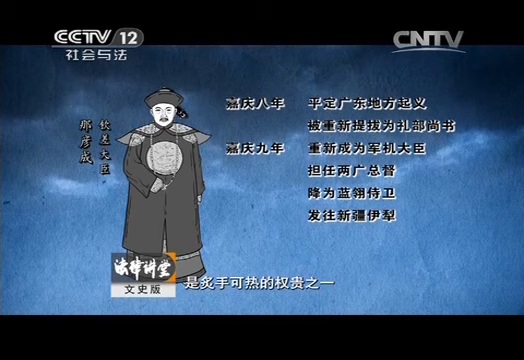 CCTV 12
社会与法
CNTV
嘉庆八年 平定广东地方起义
被重新提拔为礼部尚书
嘉庆九年 重新成为军机大臣
担任两广总督
降为蓝翎侍卫
发往新疆伊犁
钦差大臣
那彦成
法律讲堂
文史版
是炙手可热的权贵之一